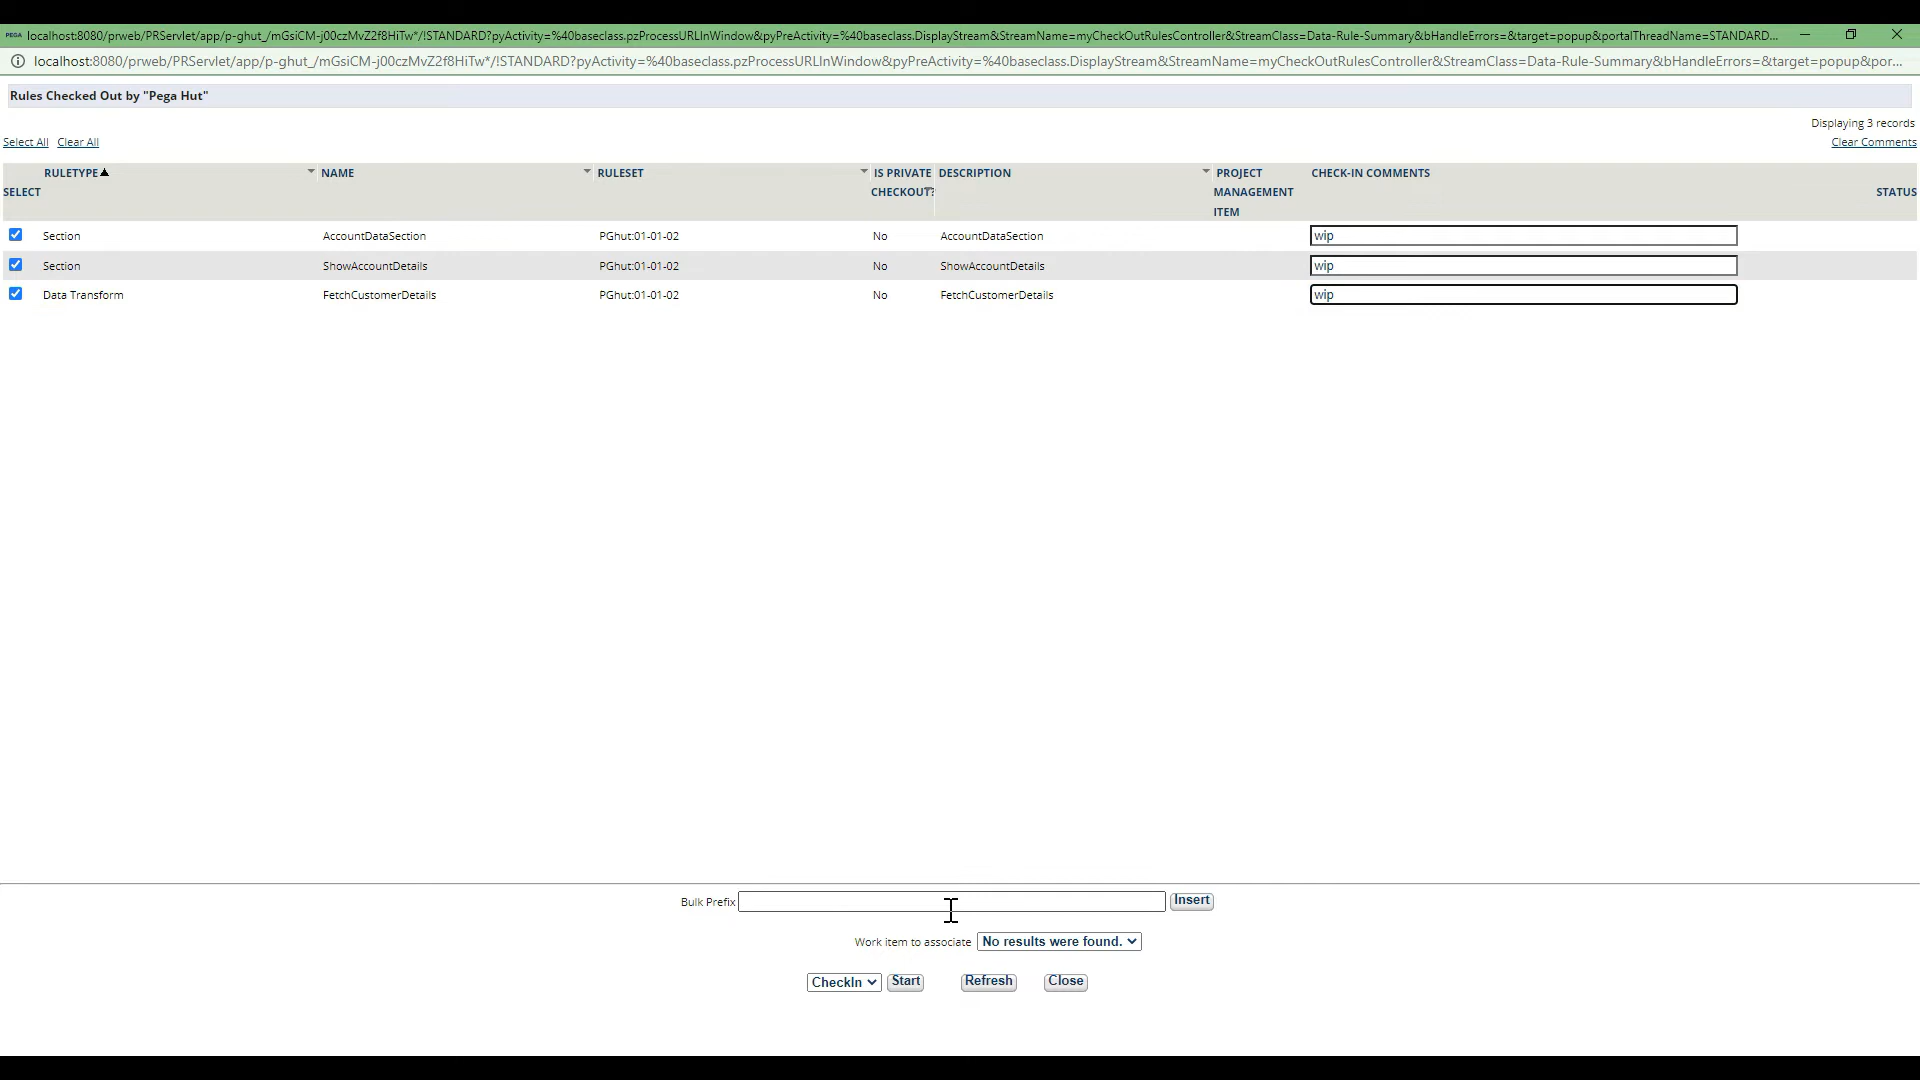 PEGA localhost:8080/prweb/PRServlet/app/p-ghut_/mGsiCM-j00czMvZ2f8HiTw*/!STANDARD?pyActivity=%40baseclass.pzProcessURLInWindow&pyPreActivity=%40baseclass.DisplayStream&StreamName=myCheckOutRulesController&StreamClass=Data-Rule-Summary&bHandleErrors=&target=popup&portalThreadName=STANDARD...
localhost:8080/prweb/PRServlet/app/p-ghut_/mGsiCM-j00czMvZ2f8HiTw*/!STANDARD?pyActivity=%40baseclass.pzProcessURLInWindow&pyPreActivity=%40baseclass.DisplayStream&StreamName=myCheckOutRulesController&StreamClass=Data-Rule-Summary&bHandleErrors=&target=popup&por...
Rules Checked Out by "Pega Hut"
Displaying 3 records
Select All Clear All Clear Comments
RULETYPE NAME RULESET IS PRIVATE DESCRIPTION PROJECT CHECK-IN COMMENTS
SELECT CHECKOUT? MANAGEMENT STATUS
ITEM
Section AccountDataSection PGhut:01-01-02 No AccountDataSection wip
Section ShowAccountDetails PGhut:01-01-02 No ShowAccountDetails wip
Data Transform FetchCustomerDetails PGhut:01-01-02 No FetchCustomerDetails wip
Bulk Prefix Insert
Work item to associate No results were found.
CheckIn Start Refresh Close